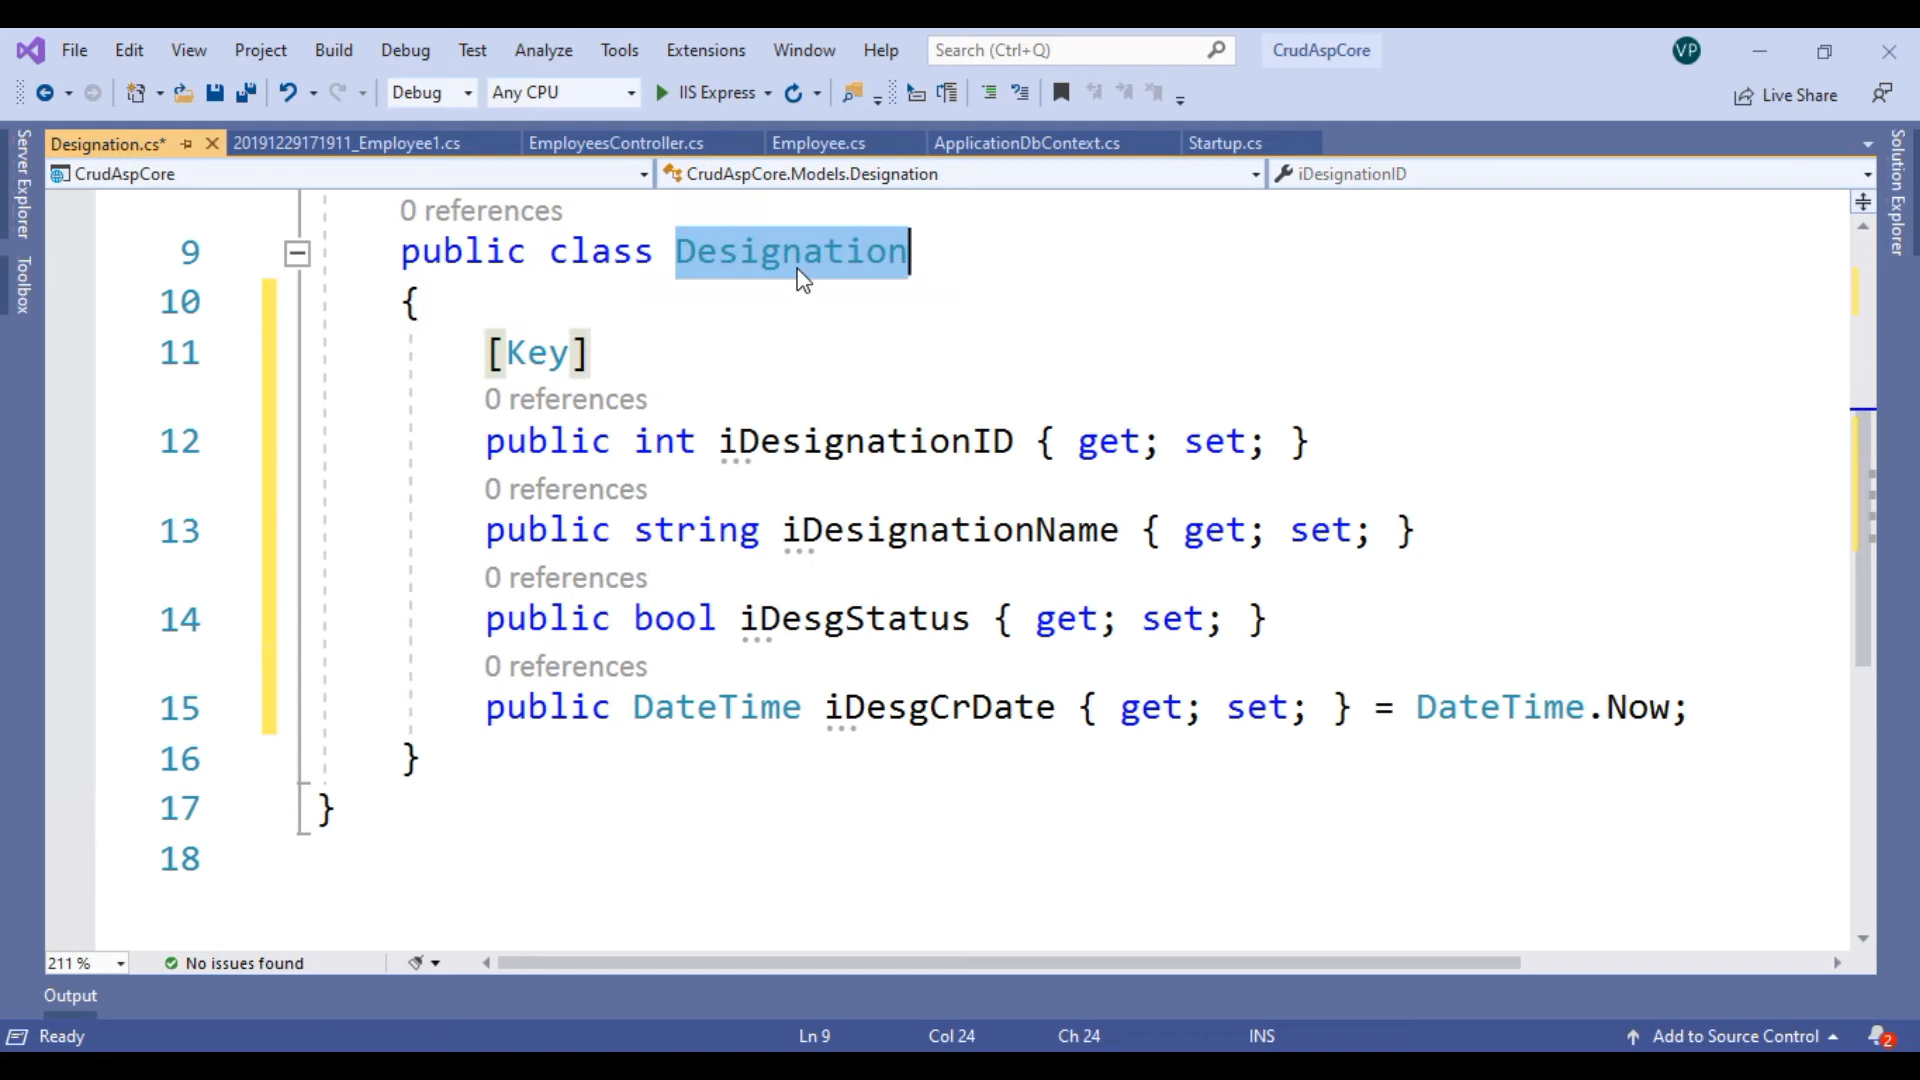 File Edit View Project Build Debug Test Analyze Tools Extensions Window Help Search (Ctrl+Q) CrudAspCore VP
Debug Any CPU IIS Express Live Share
Designation.cs* 20191229171911_Employee1.cs EmployeesController.cs Employee.cs ApplicationDbContext.cs Startup.cs
CrudAspCore CrudAspCore.Models.Designation iDesignationID
Server Explorer
Toolbox
Solution Explorer
0 references
9 public class Designation
10 {
11 [Key]
0 references
12 public int iDesignationID { get; set; }
0 references
13 public string iDesignationName { get; set; }
0 references
14 public bool iDesgStatus { get; set; }
0 references
15 public DateTime iDesgCrDate { get; set; } = DateTime.Now;
16 }
17 }
18
211 % No issues found
Output
Ready Ln 9 Col 24 Ch 24 INS Add to Source Control 2